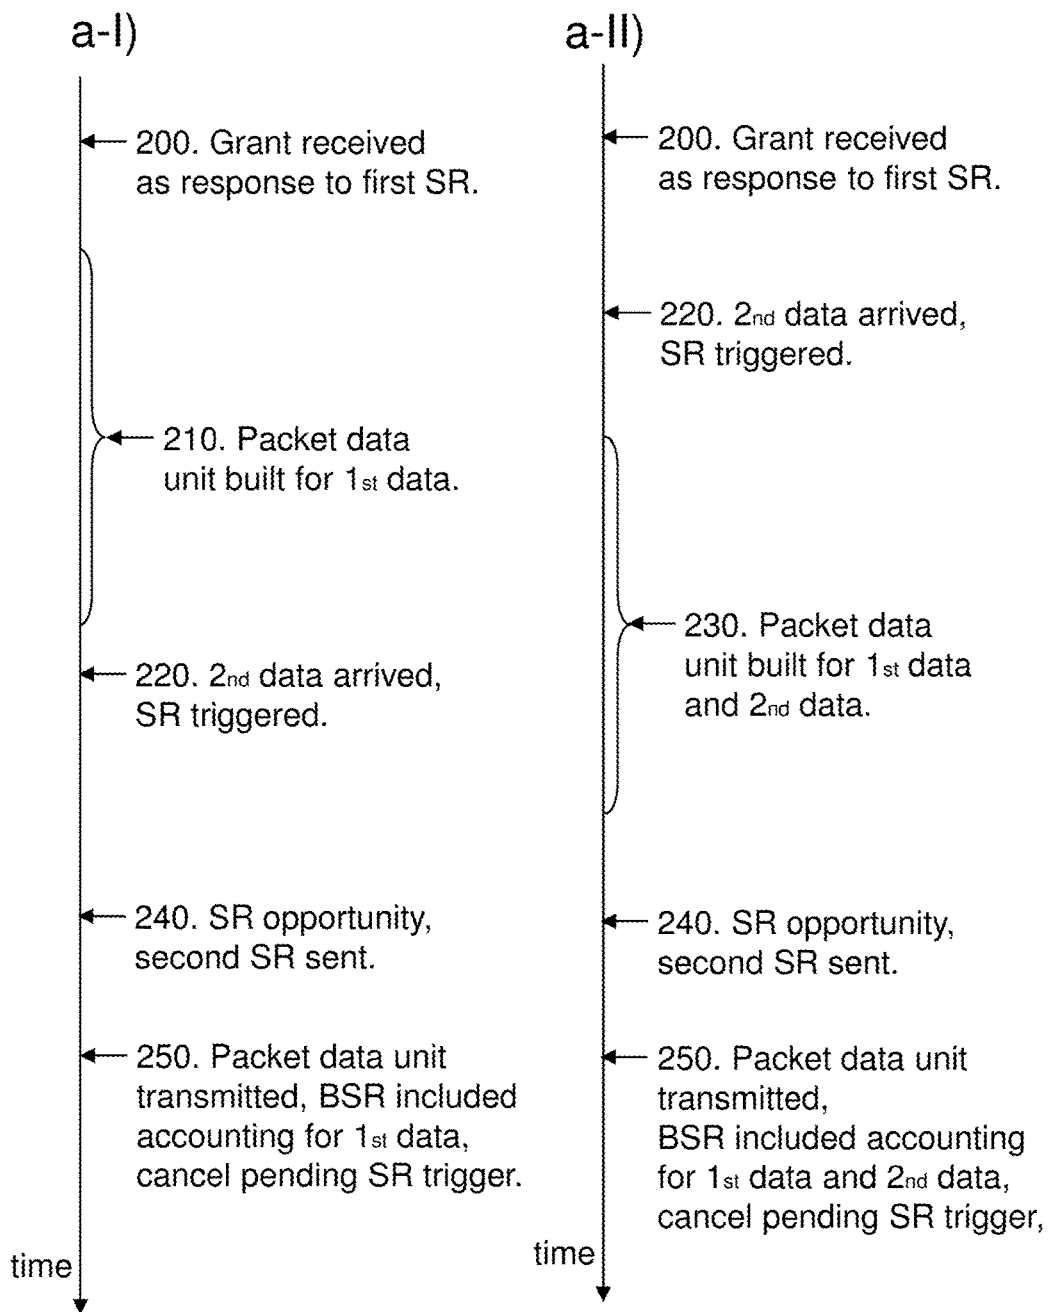 a-I)
200. Grant received
as response to first SR.
210. Packet data
unit built for 1st data.
220. 2nd data arrived,
SR triggered.
240. SR opportunity,
second SR sent.
250. Packet data unit
transmitted, BSR included
accounting for 1st data,
cancel pending SR trigger.
time
a-II)
200. Grant received
as response to first SR.
220. 2nd data arrived,
SR triggered.
230. Packet data
unit built for 1st data
and 2nd data.
240. SR opportunity,
second SR sent.
250. Packet data unit
transmitted,
BSR included accounting
for 1st data and 2nd data,
cancel pending SR trigger,
time